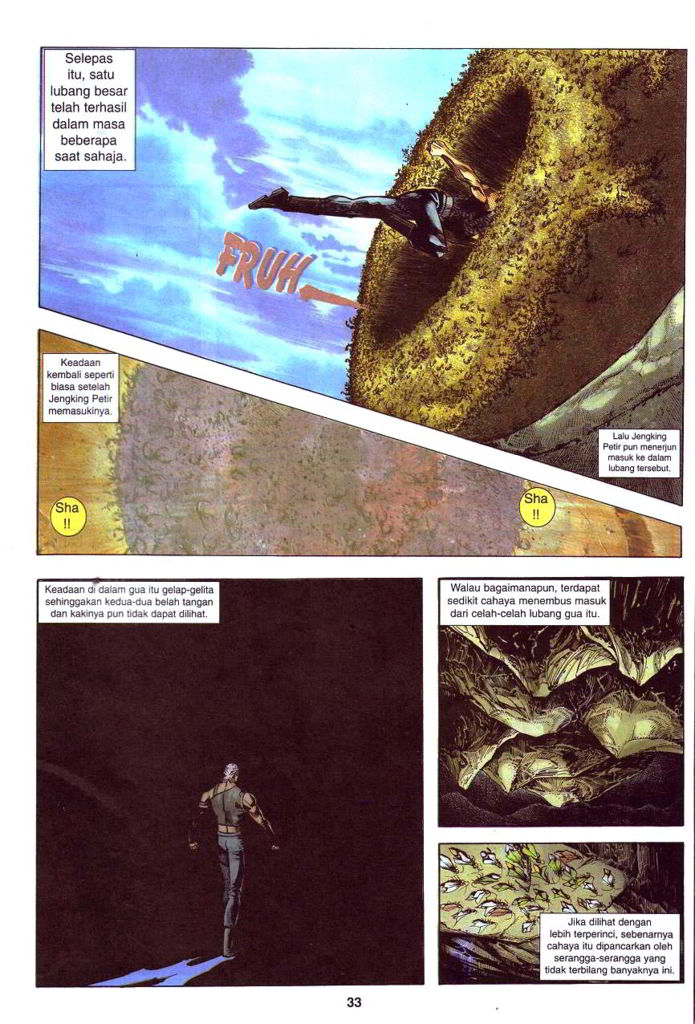 Selepas
itu, satu
lubang besar
telah terhasil
dalam masa
beberapa
saat sahaja.
FRUH
Lalu Jengking
Petir pun menerjun
masuk ke dalam
lubang tersebut.
Keadaan
kembali seperti
biasa setelah
Jengking Petir
memasukinya.
Sha
!!
Sha
!!
Keadaan di dalam gua itu gelap-gelita
sehinggakan kedua-dua belah tangan
dan kakinya pun tidak dapat dilihat.
Walau bagaimanapun, terdapat
sedikit cahaya menembus masuk
dari celah-celah lubang gua itu.
Jika dilihat dengan
lebih terperinci, sebenarnya
cahaya itu dipancarkan oleh
serangga-serangga yang
tidak terbilang banyaknya ini.
33